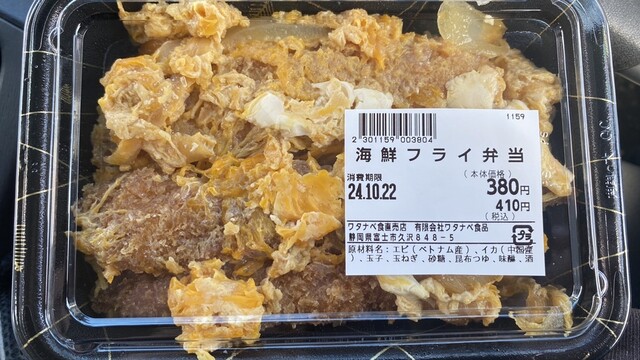 1159
2 301159 003804
海鮮フライ弁当
消費期限
(本体価格)
24.10.22
380円
410円
(税込)
ワタナベ食直売店 有限会社ワタナベ食品
静岡県富士市久沢848-5
原材料名:エビ(ベトナム産)、イカ(中国産
)、玉子、玉ねぎ、砂糖、昆布つゆ、味醂、酒